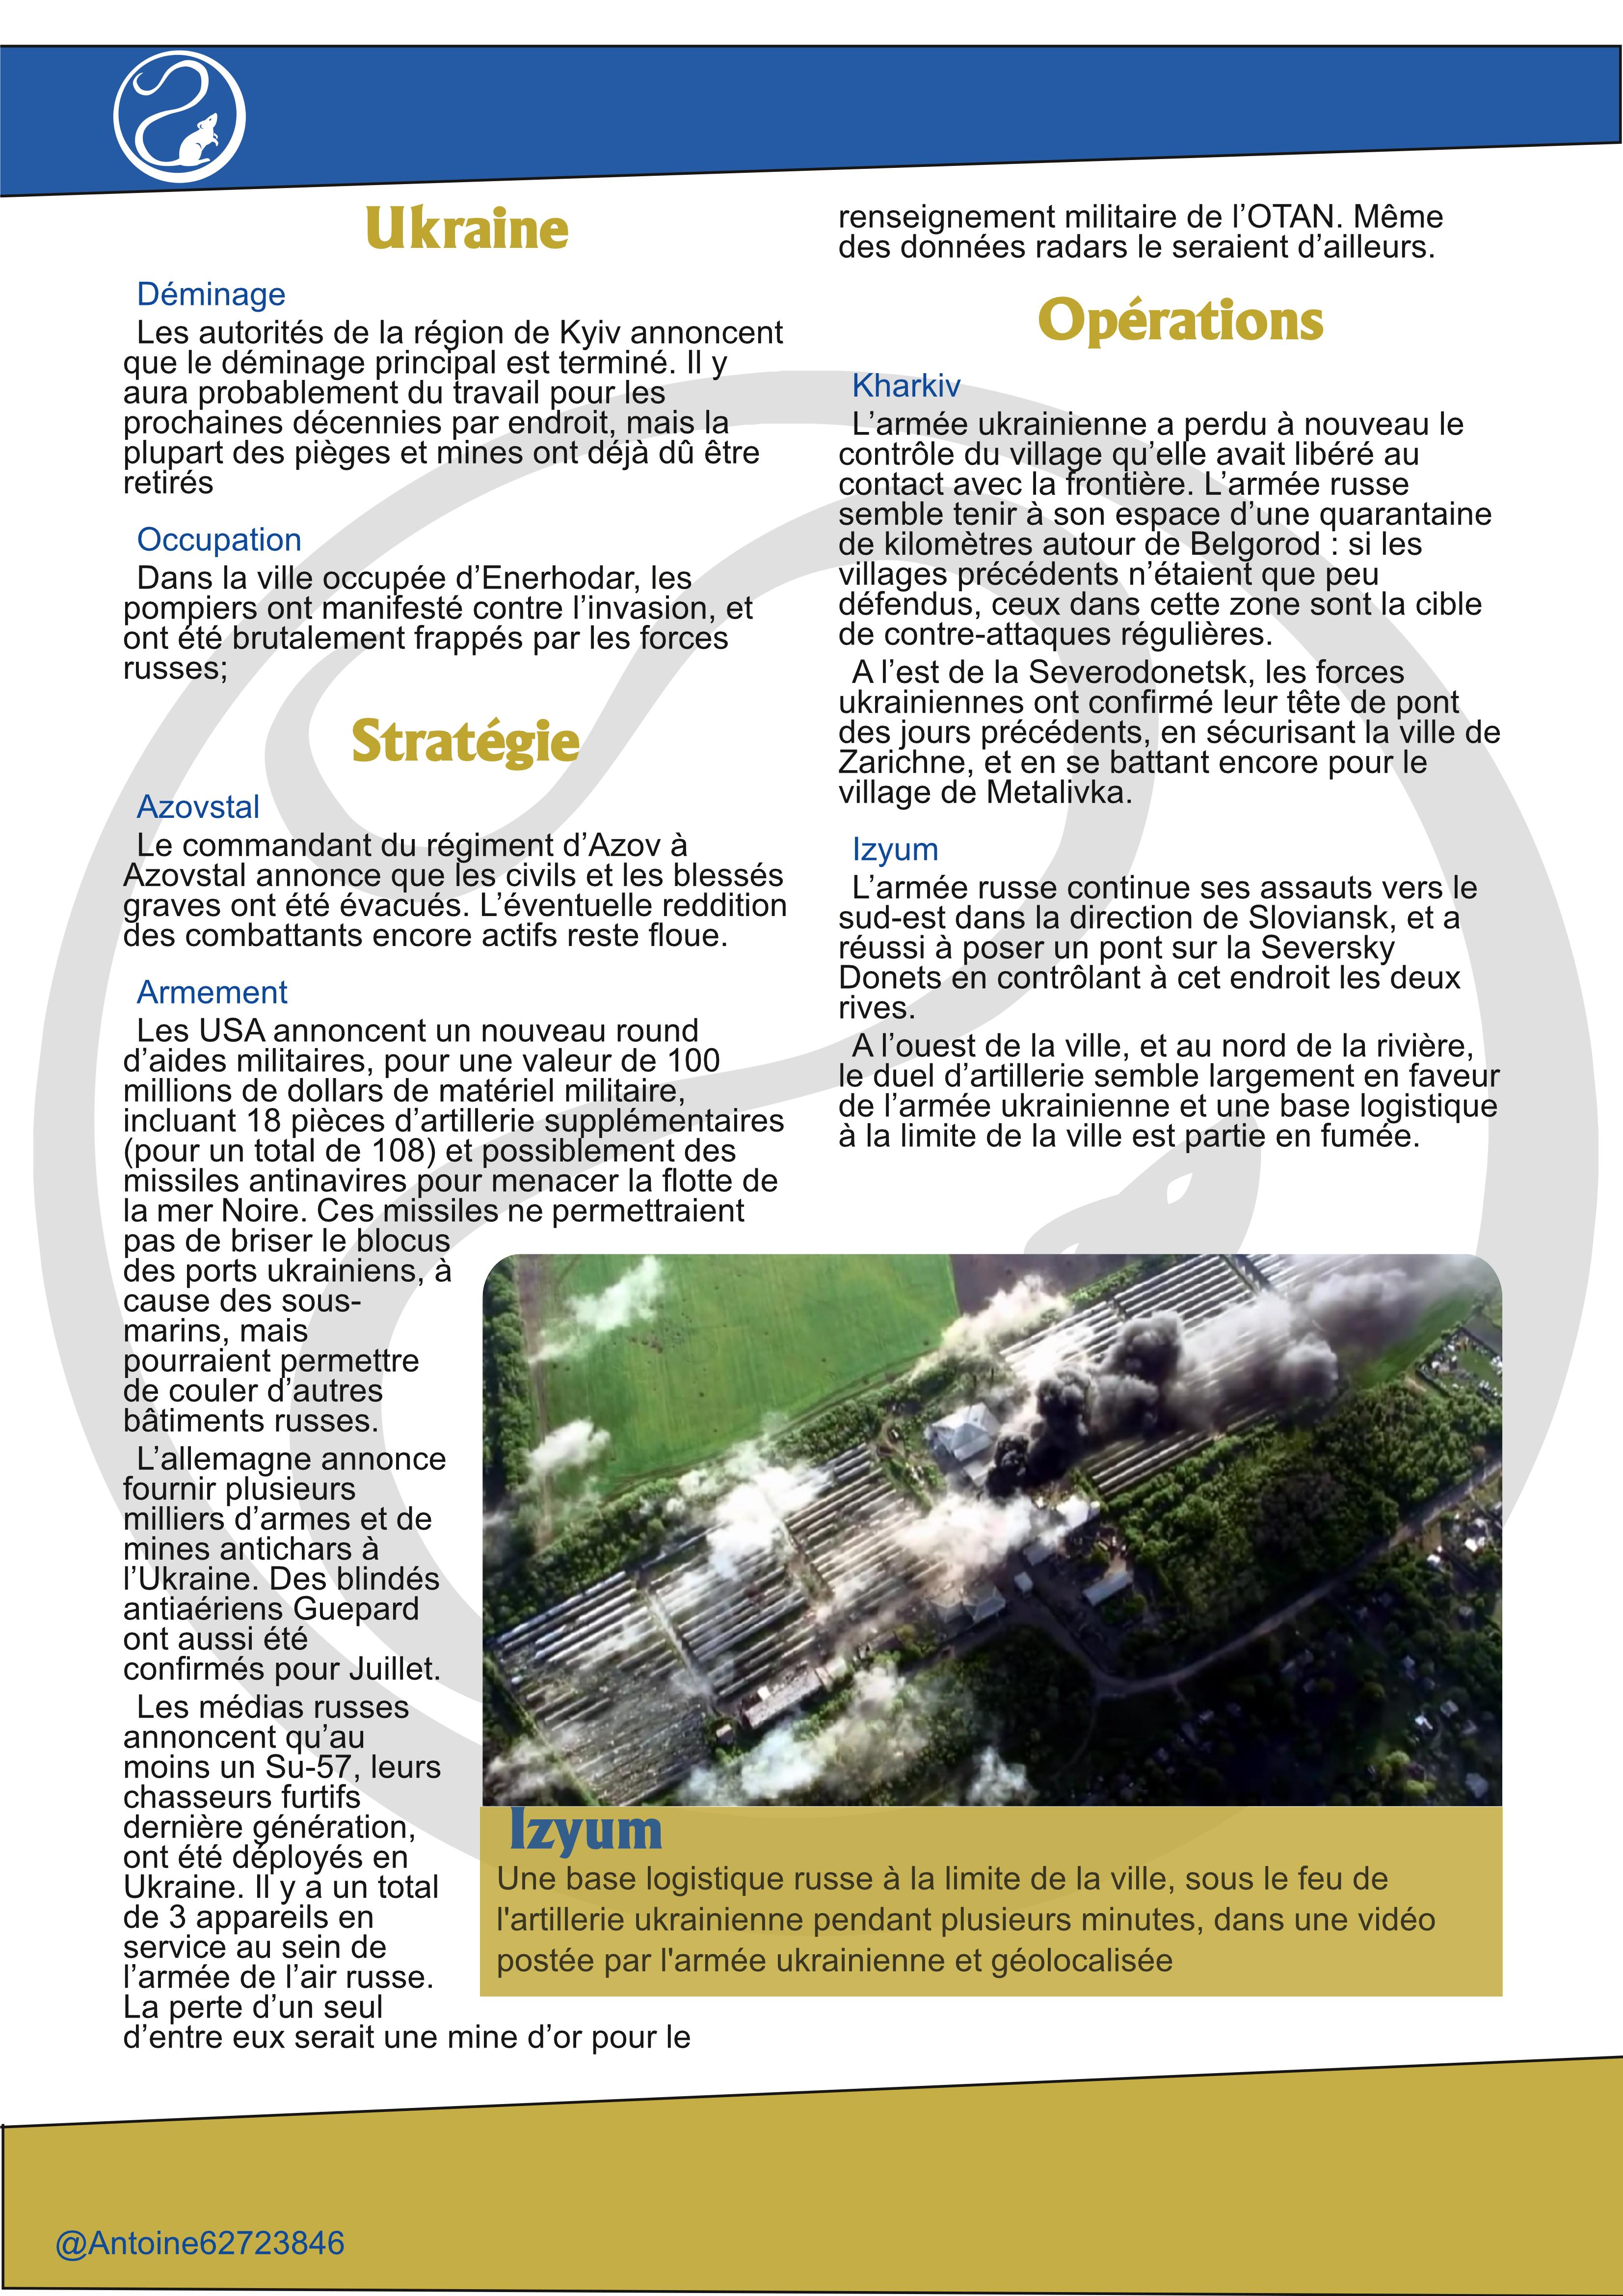 Ukraine
Déminage
Les autorités de la région de Kyiv annoncent
que le déminage principal est terminé. Il y
aura probablement du travail pour les
prochaines décennies par endroit, mais la
plupart des pièges et mines ont déjà dû être
retirés
Occupation
Dans la ville occupée d’Enerhodar, les
pompiers ont manifesté contre l’invasion, et
ont été brutalement frappés par les forces
russes;
Stratégie
Azovstal
Le commandant du régiment d’Azov à
Azovstal annonce que les civils et les blessés
graves ont été évacués. L’éventuelle reddition
des combattants encore actifs reste floue.
Armement
Les USA annoncent un nouveau round
d’aides militaires, pour une valeur de 100
millions de dollars de matériel militaire,
incluant 18 pièces d’artillerie supplémentaires
(pour un total de 108) et possiblement des
missiles antinavires pour menacer la flotte de
la mer Noire. Ces missiles ne permettraient
pas de briser le blocus
des ports ukrainiens, à
cause des sous-
marins, mais
pourraient permettre
de couler d’autres
bâtiments russes.
L’allemagne annonce
fournir plusieurs
milliers d’armes et de
mines antichars à
l’Ukraine. Des blindés
antiaériens Guepard
ont aussi été
confirmés pour Juillet.
Les médias russes
annoncent qu’au
moins un Su-57, leurs
chasseurs furtifs
dernière génération,
ont été déployés en
Ukraine. Il y a un total
de 3 appareils en
service au sein de
l’armée de l’air russe.
La perte d’un seul
d’entre eux serait une mine d’or pour le
renseignement militaire de l’OTAN. Même
des données radars le seraient d’ailleurs.
Opérations
Kharkiv
L’armée ukrainienne a perdu à nouveau le
contrôle du village qu’elle avait libéré au
contact avec la frontière. L’armée russe
semble tenir à son espace d’une quarantaine
de kilomètres autour de Belgorod : si les
villages précédents n’étaient que peu
défendus, ceux dans cette zone sont la cible
de contre-attaques régulières.
A l’est de la Severodonetsk, les forces
ukrainiennes ont confirmé leur tête de pont
des jours précédents, en sécurisant la ville de
Zarichne, et en se battant encore pour le
village de Metalivka.
Izyum
L’armée russe continue ses assauts vers le
sud-est dans la direction de Sloviansk, et a
réussi à poser un pont sur la Seversky
Donets en contrôlant à cet endroit les deux
rives.
A l’ouest de la ville, et au nord de la rivière,
le duel d’artillerie semble largement en faveur
de l’armée ukrainienne et une base logistique
à la limite de la ville est partie en fumée.
Izyum
Une base logistique russe à la limite de la ville, sous le feu de
l'artillerie ukrainienne pendant plusieurs minutes, dans une vidéo
postée par l'armée ukrainienne et géolocalisée
@Antoine62723846